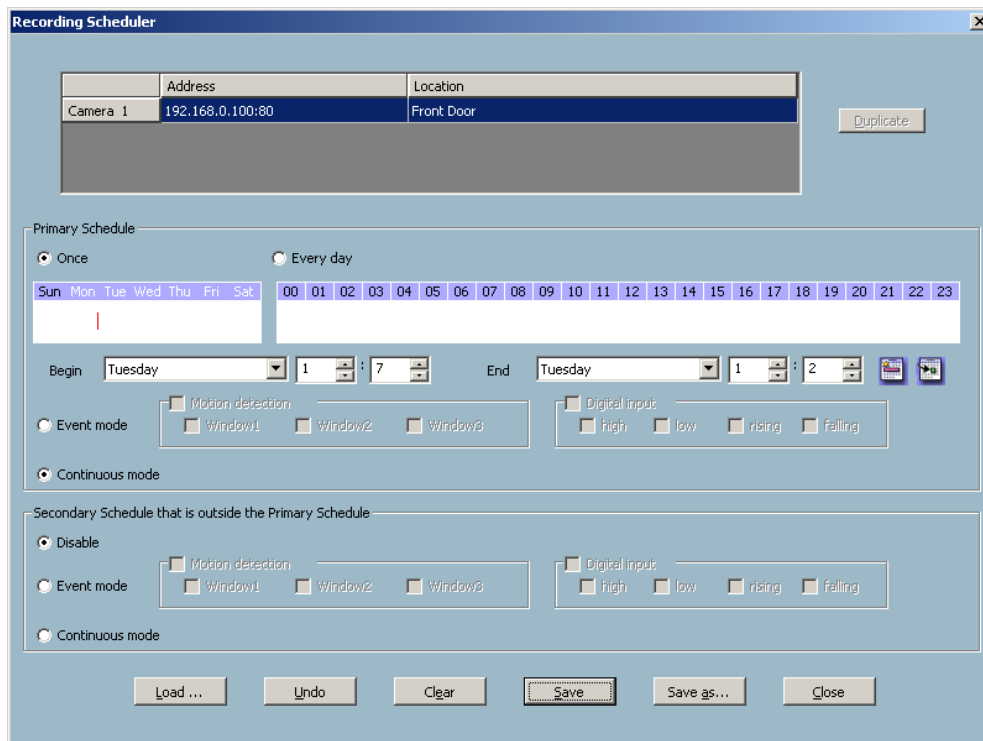 Recording Scheduler
Address Location
Camera 1 192.168.0.100:80 Front Door
Duplicate
Primary Schedule
Once Every day
Sun Mon Tue Wed Thu Fri Sat 00 01 02 03 04 05 06 07 08 09 10 11 12 13 14 15 16 17 18 19 20 21 22 23
Begin Tuesday 1 : 7 End Tuesday 1 : 2
Motion detection Digital input
Event mode Window1 Window2 Window3 high low rising falling
Continuous mode
Secondary Schedule that is outside the Primary Schedule
Disable
Motion detection Digital input
Event mode Window1 Window2 Window3 high low rising falling
Continuous mode
Load ... Undo Clear Save Save as... Close